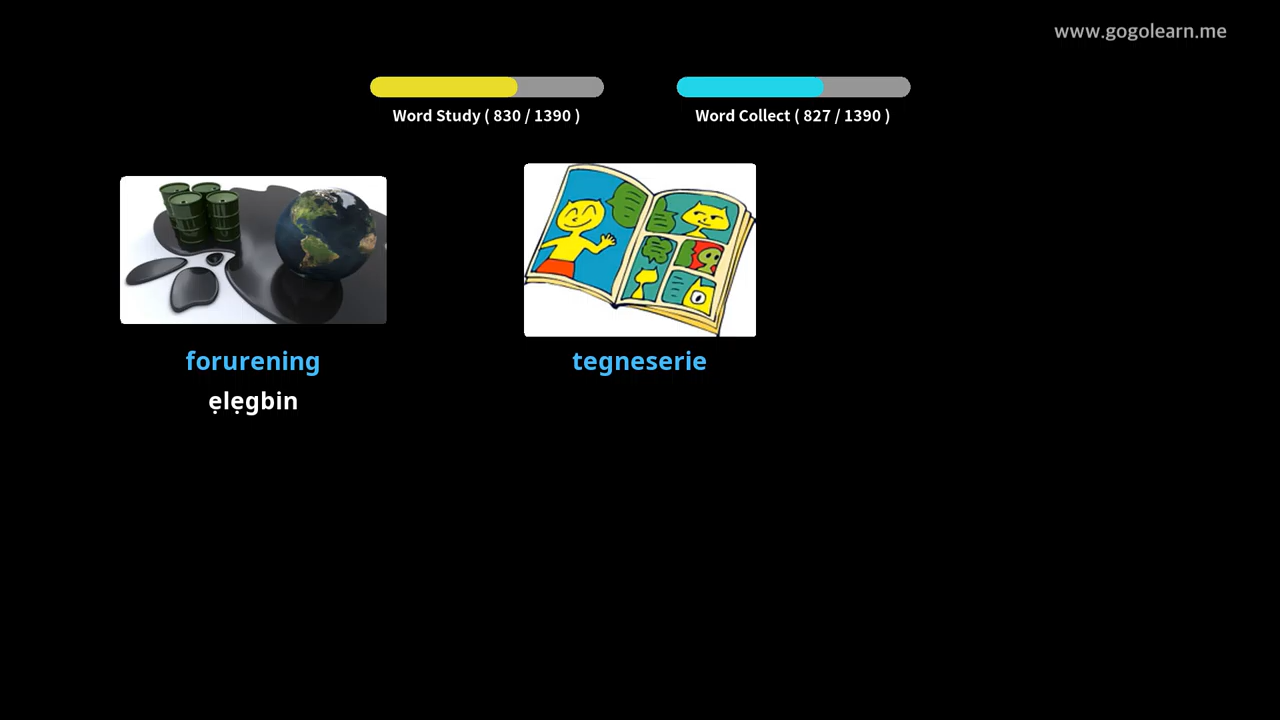 www.gogolearn.me
Word Study ( 830 / 1390 )
Word Collect ( 827 / 1390 )
forurening
ẹlẹgbin
tegneserie